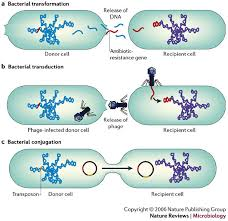 a Bacterial transformation
Release of
DNA
Donor cell
Antibiotic-
resistance gene
Recipient cell
b Bacterial transduction
Phage-infected donor cell
Release of
phage
Recipient cell
c Bacterial conjugation
Transposon
Donor cell
Recipient cell
Copyright © 2006 Nature Publishing Group
Nature Reviews | Microbiology